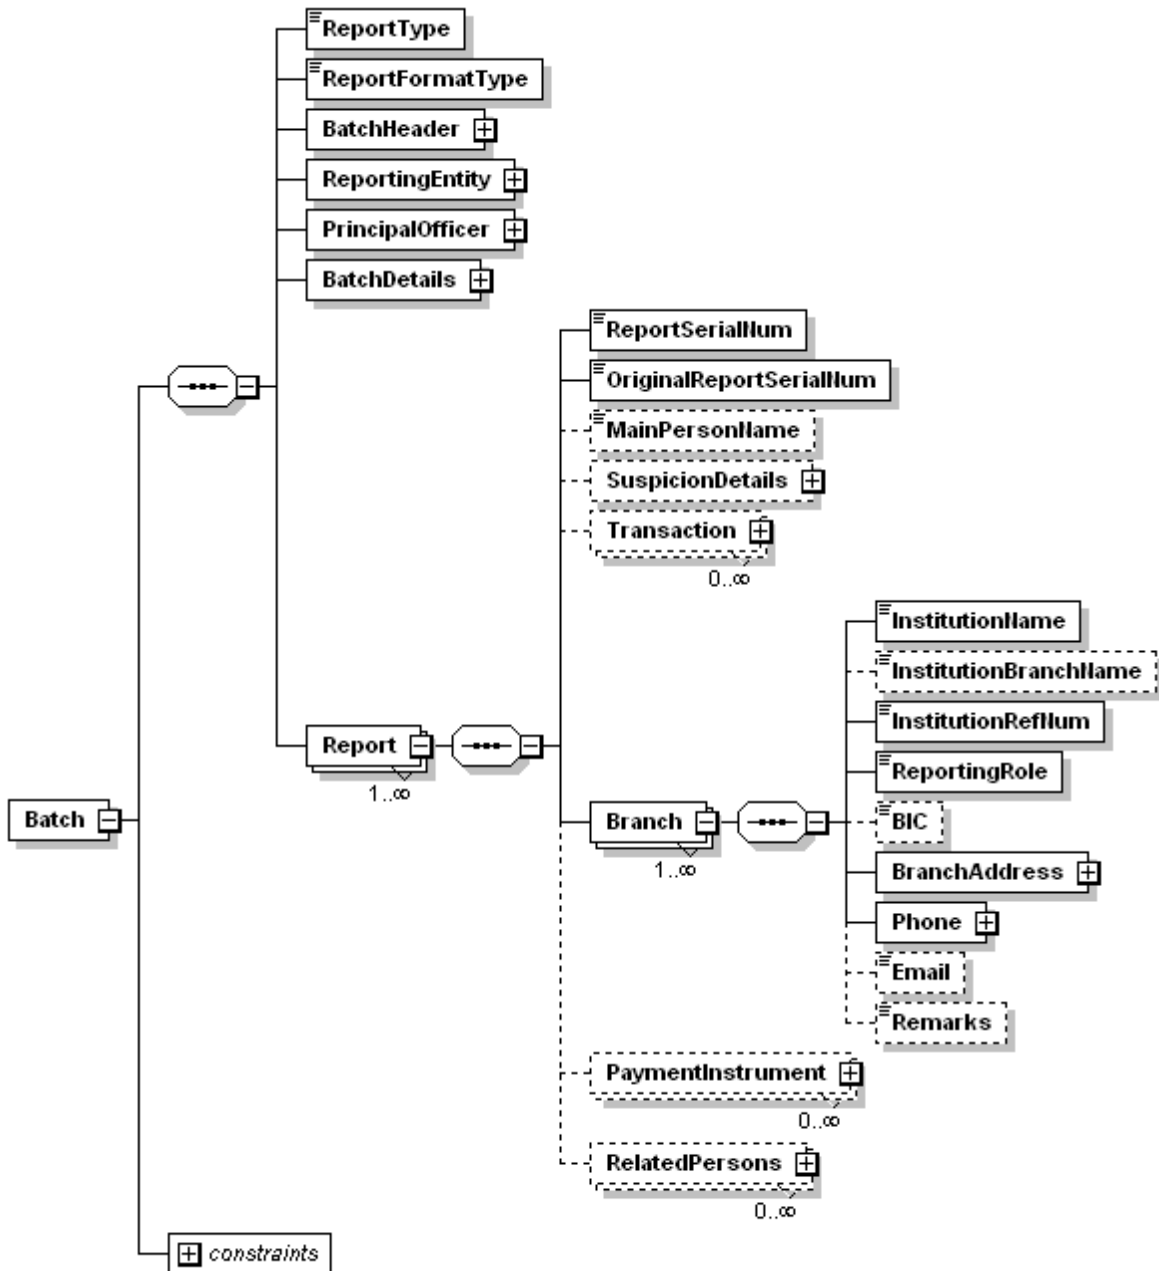 ReportType
ReportFormatType
BatchHeader
ReportingEntity
PrincipalOfficer
BatchDetails
ReportSerialNum
OriginalReportSerialNum
MainPersonName
SuspicionDetails
Transaction
0..∞
InstitutionName
InstitutionBranchName
InstitutionRefNum
Report
ReportingRole
1..∞
Batch
Branch
BIC
1..∞
BranchAddress
Phone
Email
Remarks
PaymentInstrument
0..∞
RelatedPersons
0..∞
constraints